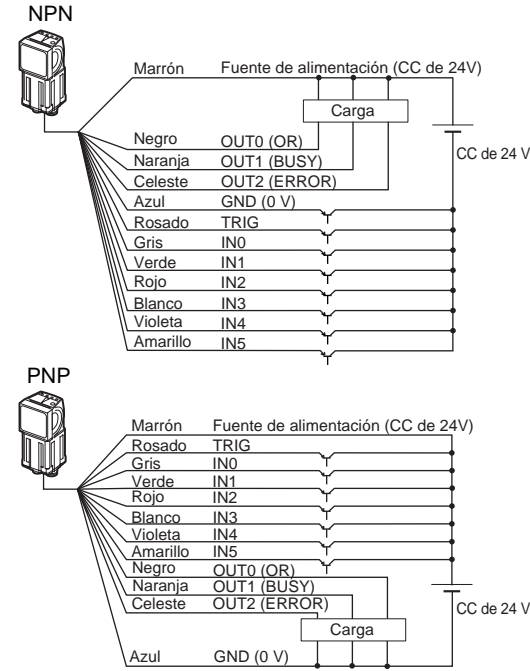 NPN
Marrón Fuente de alimentación (CC de 24V)
Carga
CC de 24 V
Negro OUT0 (OR)
Naranja OUT1 (BUSY)
Celeste OUT2 (ERROR)
Azul GND (0 V)
Rosado TRIG
Gris IN0
Verde IN1
Rojo IN2
Blanco IN3
Violeta IN4
Amarillo IN5
PNP
Marrón Fuente de alimentación (CC de 24V)
Rosado TRIG
Gris IN0
Verde IN1
Rojo IN2
Blanco IN3
Violeta IN4
Amarillo IN5
Negro OUT0 (OR)
Naranja OUT1 (BUSY)
Celeste OUT2 (ERROR)
CC de 24 V
Carga
Azul GND (0 V)